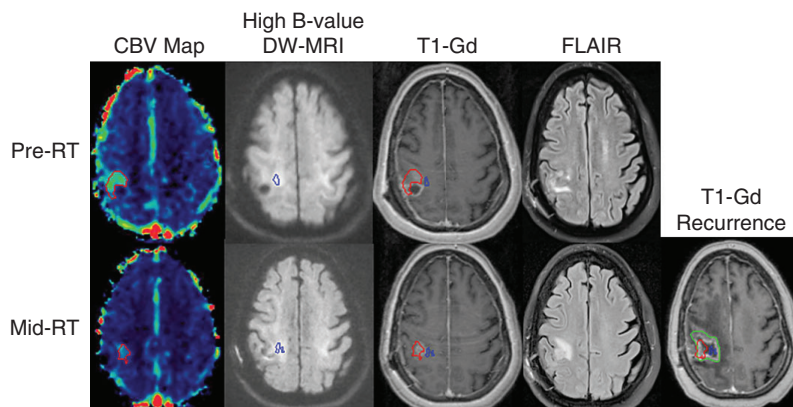 High B-value
CBV Map DW-MRI T1-Gd FLAIR
Pre-RT
T1-Gd
Recurrence
Mid-RT